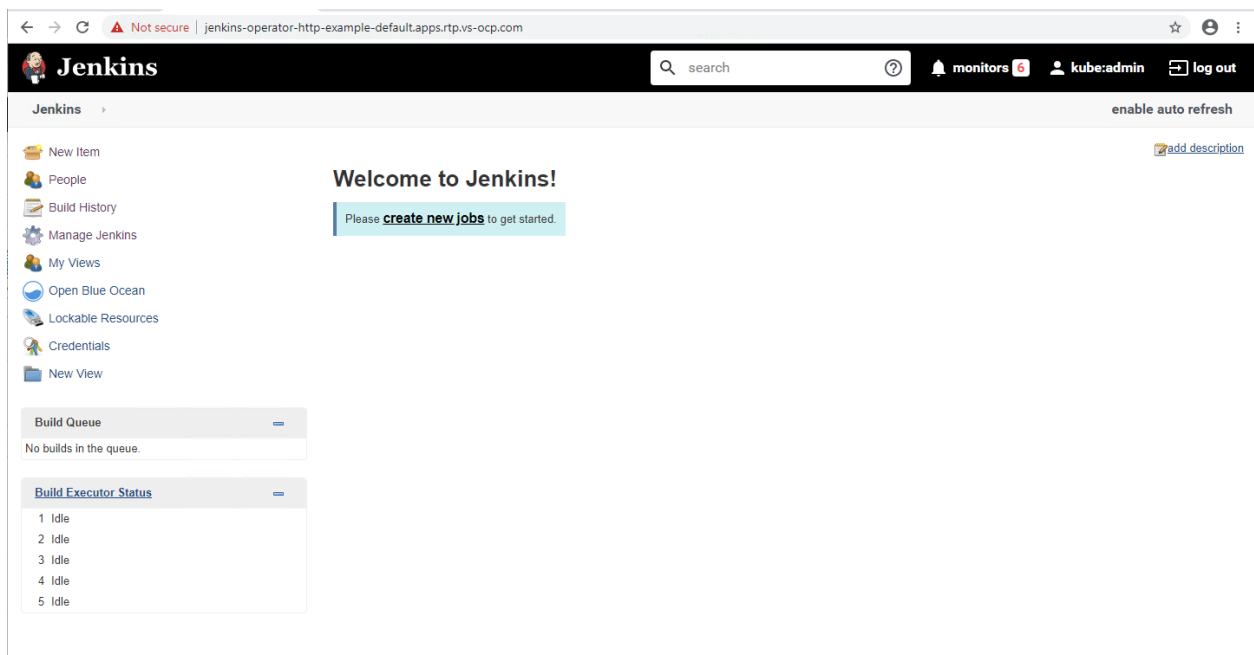 Not secure jenkins-operator-http-example-default.apps.rtp.vs-ocp.com
Jenkins search monitors 6 kube:admin log out
Jenkins enable auto refresh
add description
New Item
People
Build History
Manage Jenkins
My Views
Open Blue Ocean
Lockable Resources
Credentials
New View
Welcome to Jenkins!
Please create new jobs to get started.
Build Queue
No builds in the queue.
Build Executor Status
1 Idle
2 Idle
3 Idle
4 Idle
5 Idle